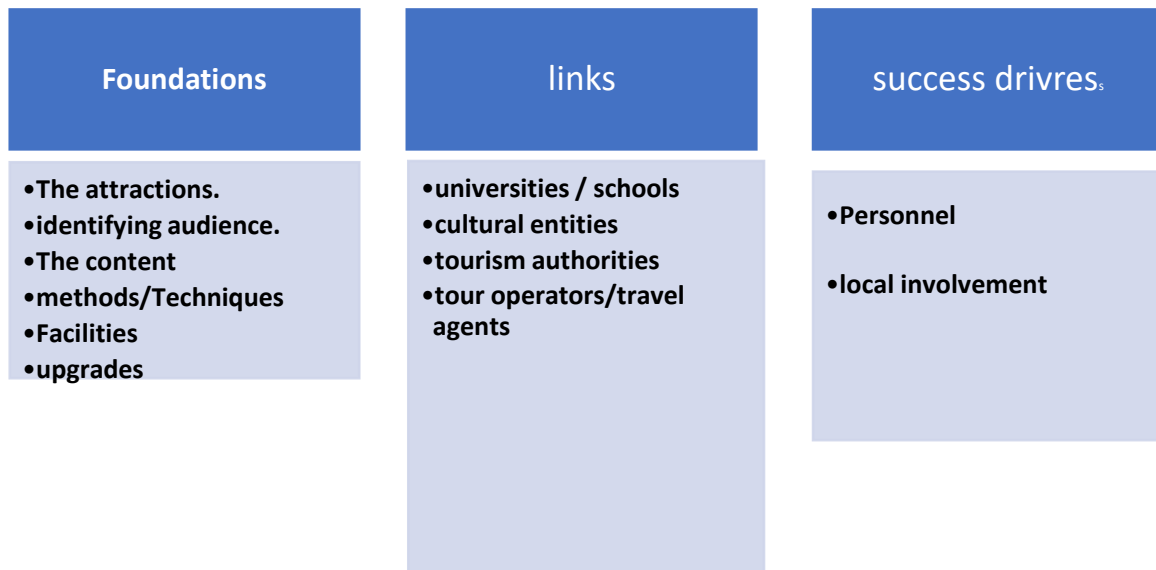 Foundations
•The attractions.
•identifying audience.
•The content
•methods/Techniques
•Facilities
•upgrades
links
•universities / schools
•cultural entities
•tourism authorities
•tour operators/travel
agents
success drivress
•Personnel
•local involvement